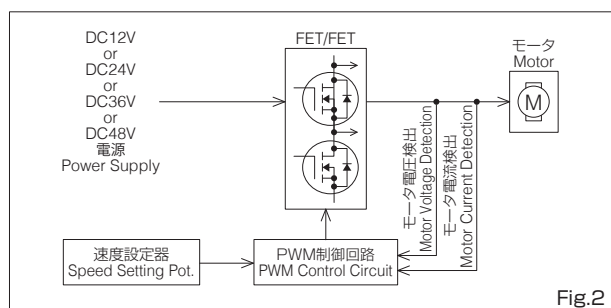 DC12V
or
DC24V
or
DC36V
or
DC48V
電源
Power Supply
FET/FET
モータ
Motor
M
モータ電圧検出
Motor Voltage Detection
モータ電流検出
Motor Current Detection
速度設定器
Speed Setting Pot.
PWM制御回路
PWM Control Circuit
Fig.2